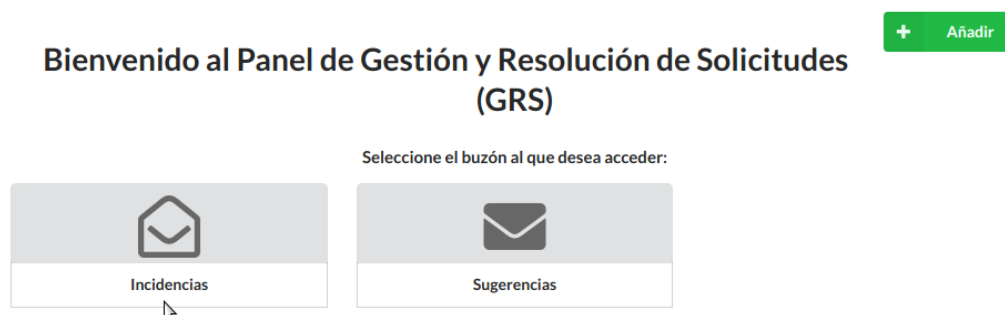 Añadir
Bienvenido al Panel de Gestión y Resolución de Solicitudes
(GRS)
Seleccione el buzón al que desea acceder:
Incidencias
Sugerencias